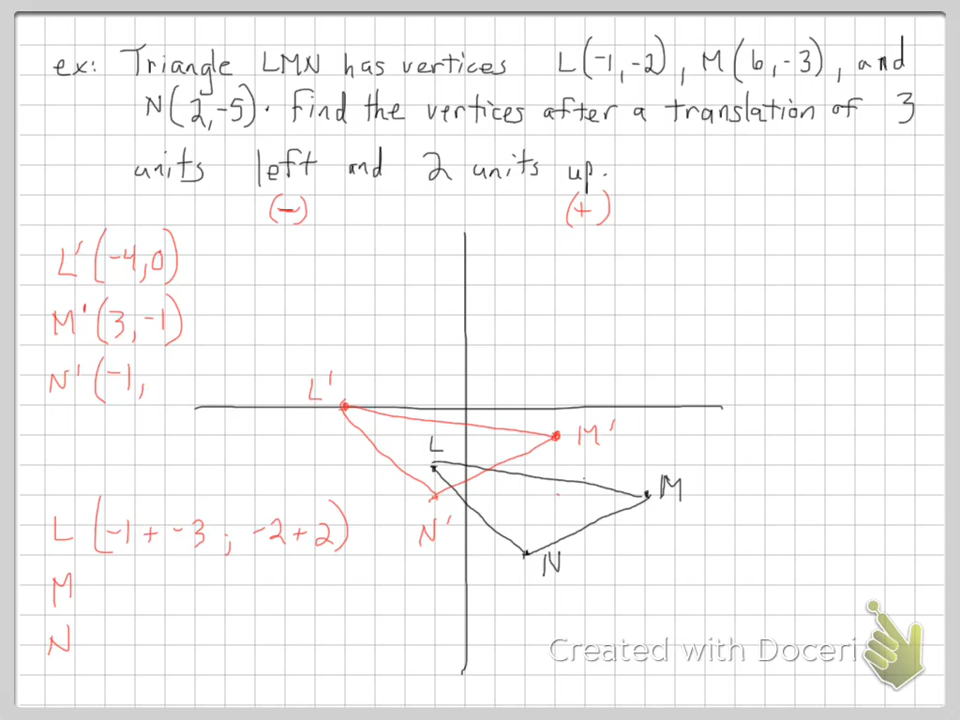 ex: Triangle LMN has vertices L(-1,-2), M(6,-3), and
N(2,-5). Find the vertices after a translation of 3
units left and 2 units up.
(-) (+)
L'(-4,0)
M'(3,-1)
N'(-1,
L'
M'
L
M
N'
N
L (-1 + -3, -2+2)
M
N
Created with Doceri